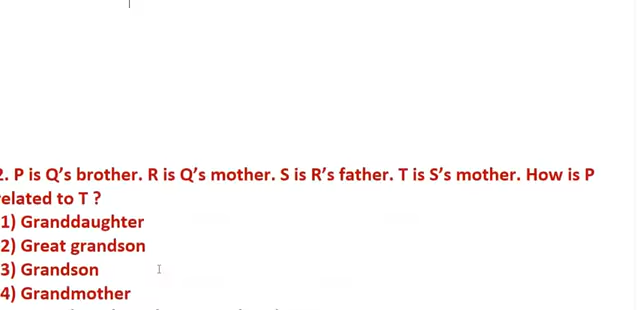 2. P is Q's brother. R is Q's mother. S is R's father. T is S's mother. How is P
related to T ?
1) Granddaughter
2) Great grandson
3) Grandson
4) Grandmother